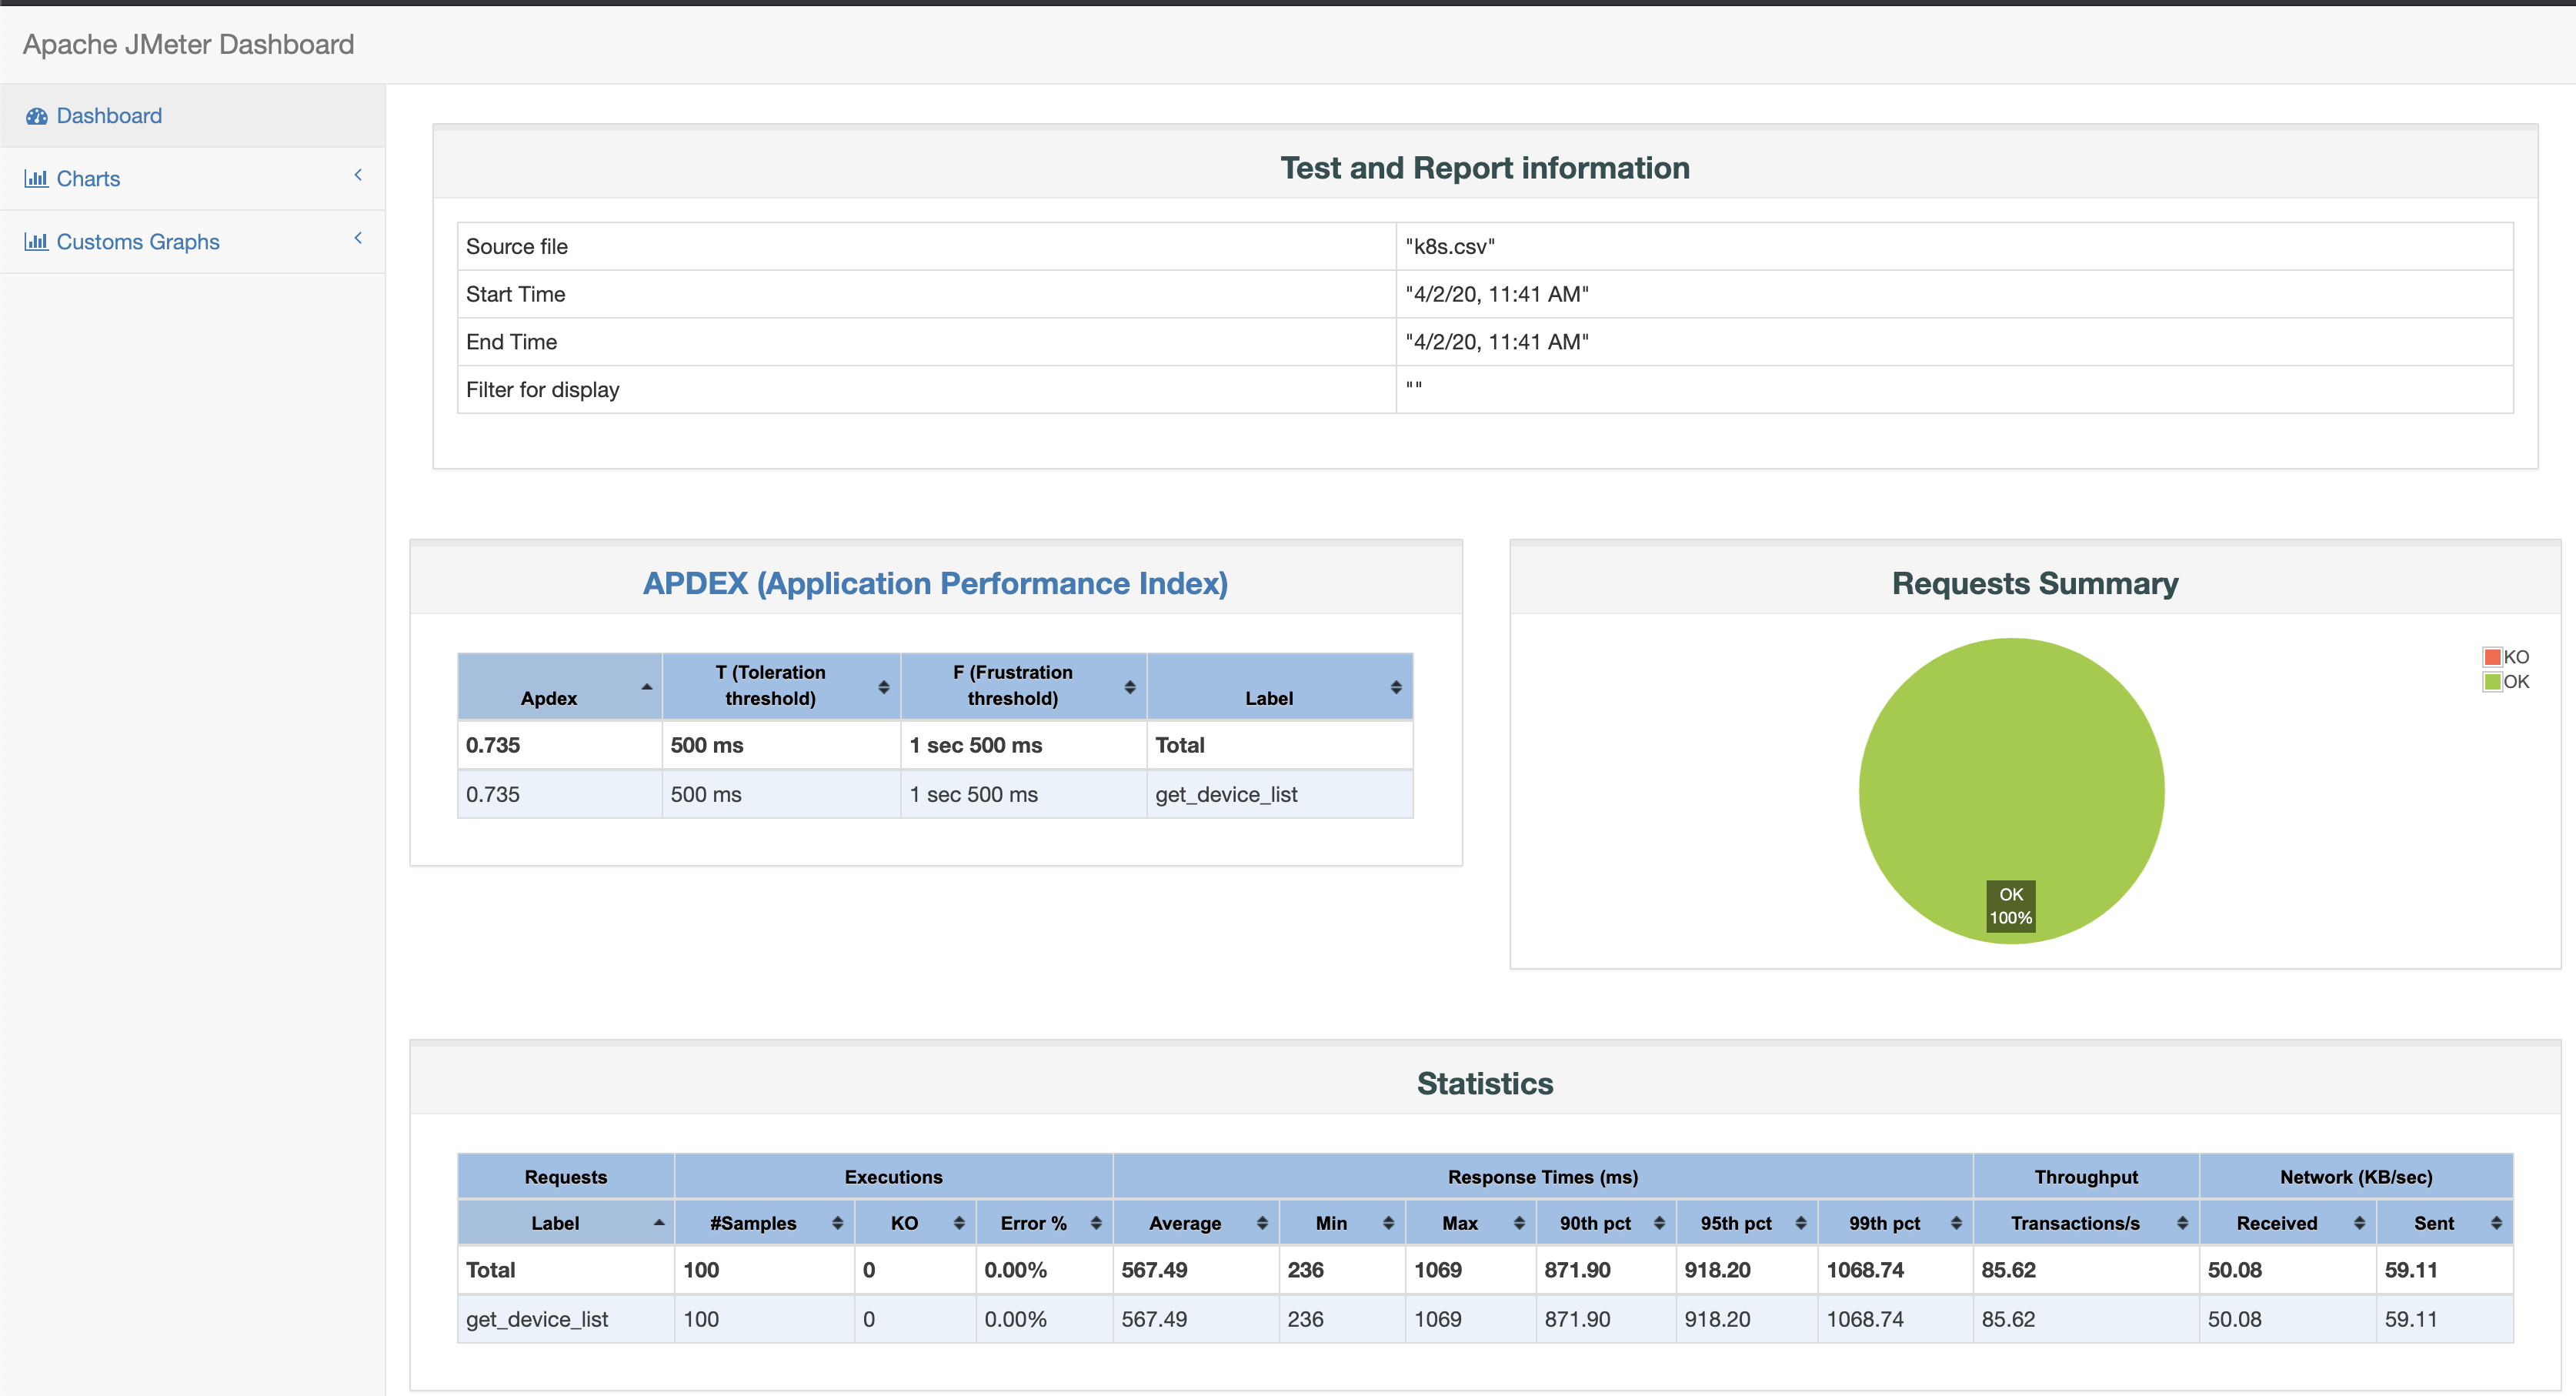 Apache JMeter Dashboard
Dashboard
Charts
Customs Graphs
Test and Report information
Source file "k8s.csv"
Start Time "4/2/20, 11:41 AM"
End Time "4/2/20, 11:41 AM"
Filter for display ""
APDEX (Application Performance Index)
Apdex T (Toleration threshold) F (Frustration threshold) Label
0.735 500 ms 1 sec 500 ms Total
0.735 500 ms 1 sec 500 ms get_device_list
Requests Summary
KO
OK
OK
100%
Statistics
Requests Executions Response Times (ms) Throughput Network (KB/sec)
Label #Samples KO Error % Average Min Max 90th pct 95th pct 99th pct Transactions/s Received Sent
Total 100 0 0.00% 567.49 236 1069 871.90 918.20 1068.74 85.62 50.08 59.11
get_device_list 100 0 0.00% 567.49 236 1069 871.90 918.20 1068.74 85.62 50.08 59.11